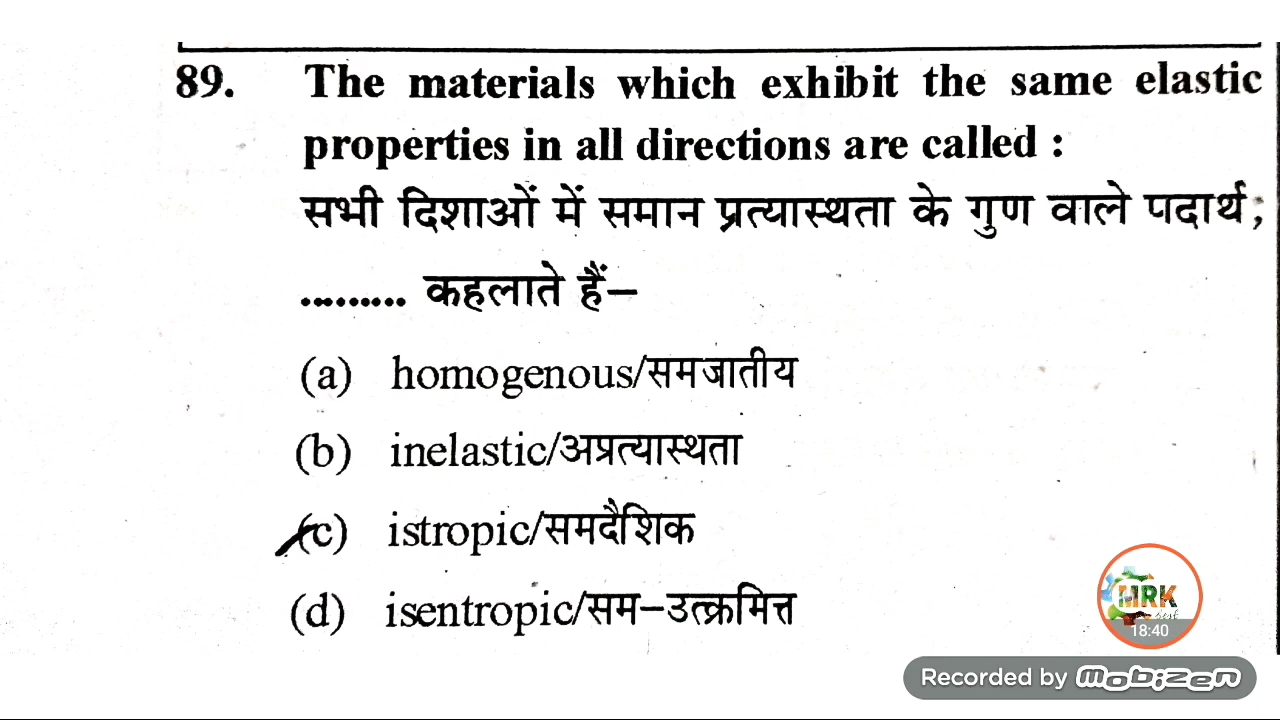 89. The materials which exhibit the same elastic
properties in all directions are called :
सभी दिशाओं में समान प्रत्यास्थता के गुण वाले पदार्थ;
......... कहलाते हैं–
(a) homogenous/समजातीय
(b) inelastic/अप्रत्यास्थता
(c) istropic/समदैशिक
(d) isentropic/सम–उत्क्रमित्त
MRK
18:40
Recorded by Mobizen